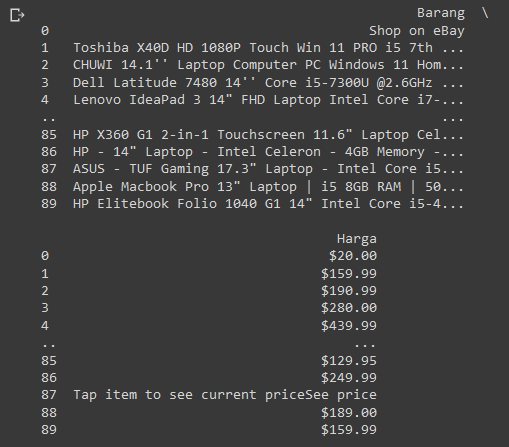 Barang \
0 Shop on eBay
1 Toshiba X40D HD 1080P Touch Win 11 PRO i5 7th ...
2 CHUWI 14.1'' Laptop Computer PC Windows 11 Hom...
3 Dell Latitude 7480 14'' Core i5-7300U @2.6GHz ...
4 Lenovo IdeaPad 3 14" FHD Laptop Intel Core i7-...
.. ...
85 HP X360 G1 2-in-1 Touchscreen 11.6" Laptop Cel...
86 HP - 14" Laptop - Intel Celeron - 4GB Memory -...
87 ASUS - TUF Gaming 17.3" Laptop - Intel Core i5...
88 Apple Macbook Pro 13" Laptop | i5 8GB RAM | 50...
89 HP Elitebook Folio 1040 G1 14" Intel Core i5-4...
Harga
0 $20.00
1 $159.99
2 $190.99
3 $280.00
4 $439.99
.. ...
85 $129.95
86 $249.99
87 Tap item to see current priceSee price
88 $189.00
89 $159.99